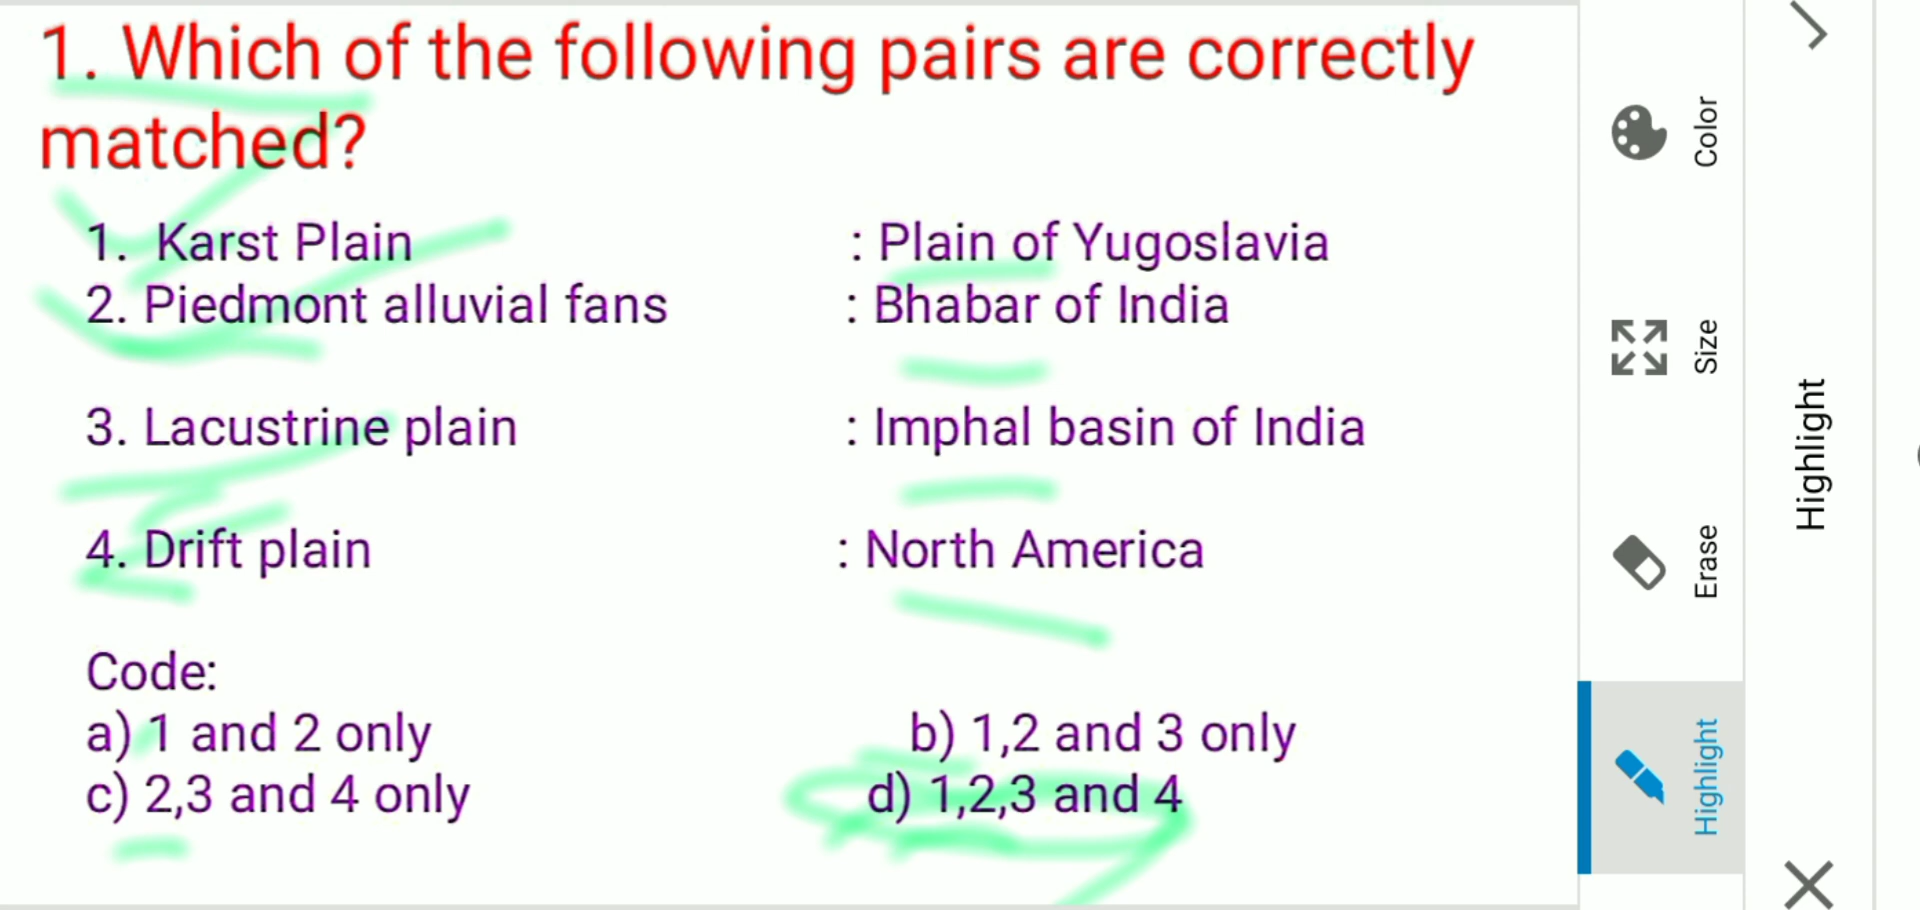 1. Which of the following pairs are correctly
matched?
1. Karst Plain : Plain of Yugoslavia
2. Piedmont alluvial fans : Bhabar of India
3. Lacustrine plain : Imphal basin of India
4. Drift plain : North America
Code:
a) 1 and 2 only b) 1,2 and 3 only
c) 2,3 and 4 only d) 1,2,3 and 4
Color
Size
Erase
Highlight
Highlight